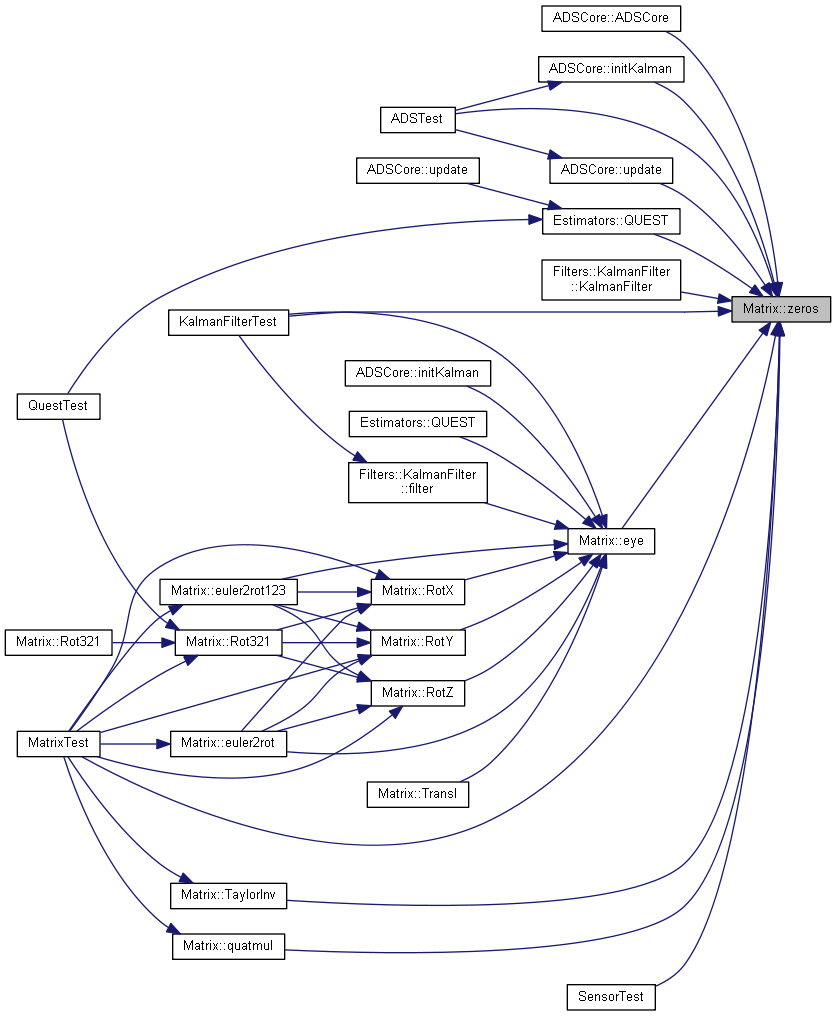 ADSCore::ADSCore
ADSCore::initKalman
ADSTest
ADSCore::update
ADSCore::update
Estimators::QUEST
Filters::KalmanFilter
::KalmanFilter
Matrix::zeros
KalmanFilterTest
ADSCore::initKalman
QuestTest
Estimators::QUEST
Filters::KalmanFilter
::filter
Matrix::eye
Matrix::euler2rot123
Matrix::RotX
Matrix::Rot321
Matrix::Rot321
Matrix::RotY
Matrix::RotZ
MatrixTest
Matrix::euler2rot
Matrix::Transl
Matrix::TaylorInv
Matrix::quatmul
SensorTest